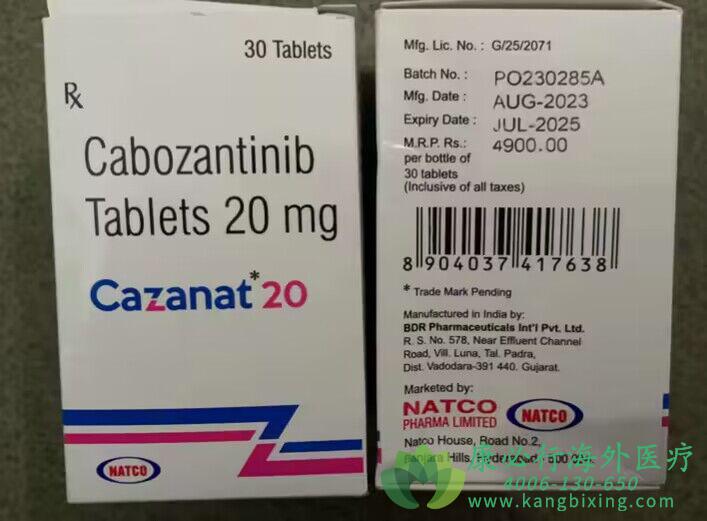 30 Tablets
Rx
Cabozantinib
Tablets 20 mg
Cazanat*20
NATCO
Mfg. Lic. No. : G/25/2071
Batch No. : PO230285A
Mfg. Date : AUG-2023
Expiry Date : JUL-2025
M.R.P. Rs.: 4900.00
per bottle of
30 tablets
(Inclusive of all taxes)
8 904037 417638
* Trade Mark Pending
Manufactured in India by:
BDR Pharmaceuticals Int'l Pvt. Ltd.
R. S. No. 578, Near Effluent Channel
Road, Vill. Luna, Tal. Padra,
Dist. Vadodara-391 440. Gujarat.
Marketed by:
NATCO
PHARMA LIMITED
NATCO
Natco House, Road No.2,
Banjara Hills,
康必行海外医疗
4006-130-650
www.kangbixing.com